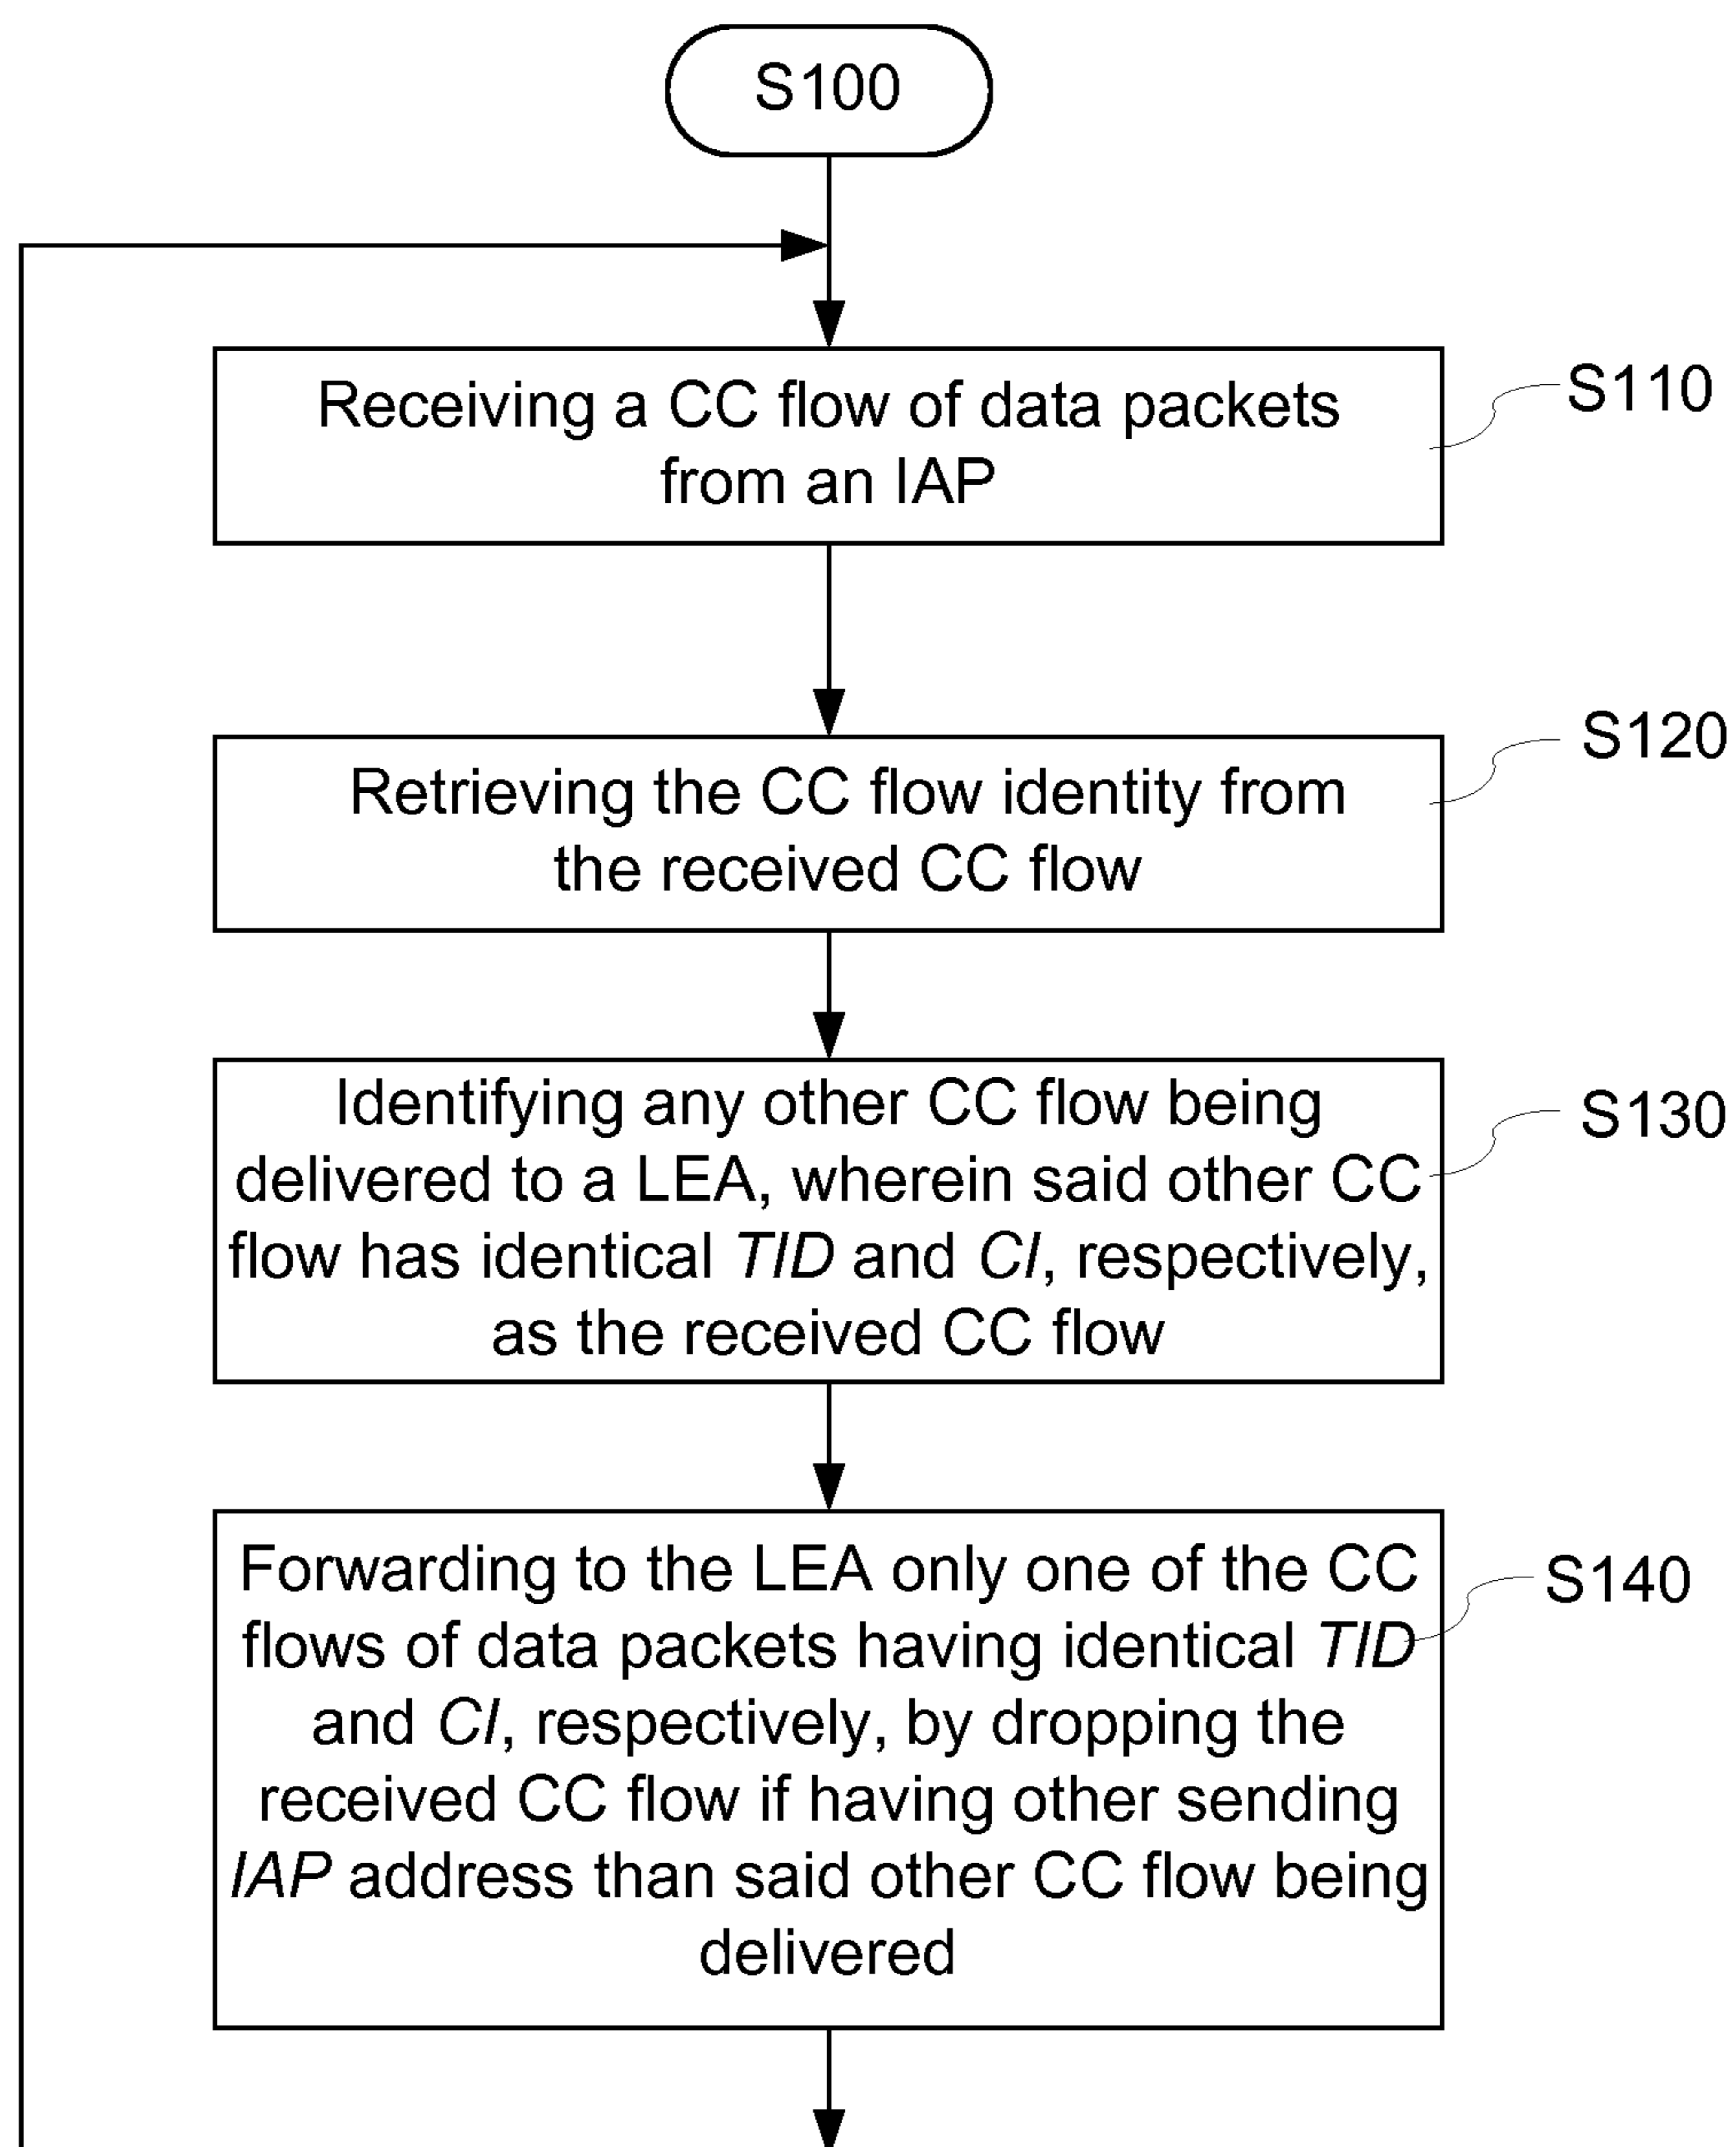 S100
Receiving a CC flow of data packets
from an IAP
S110
Retrieving the CC flow identity from
the received CC flow
S120
Identifying any other CC flow being
delivered to a LEA, wherein said other CC
flow has identical TID and CI, respectively,
as the received CC flow
S130
Forwarding to the LEA only one of the CC
flows of data packets having identical TID
and CI, respectively, by dropping the
received CC flow if having other sending
IAP address than said other CC flow being
delivered
S140